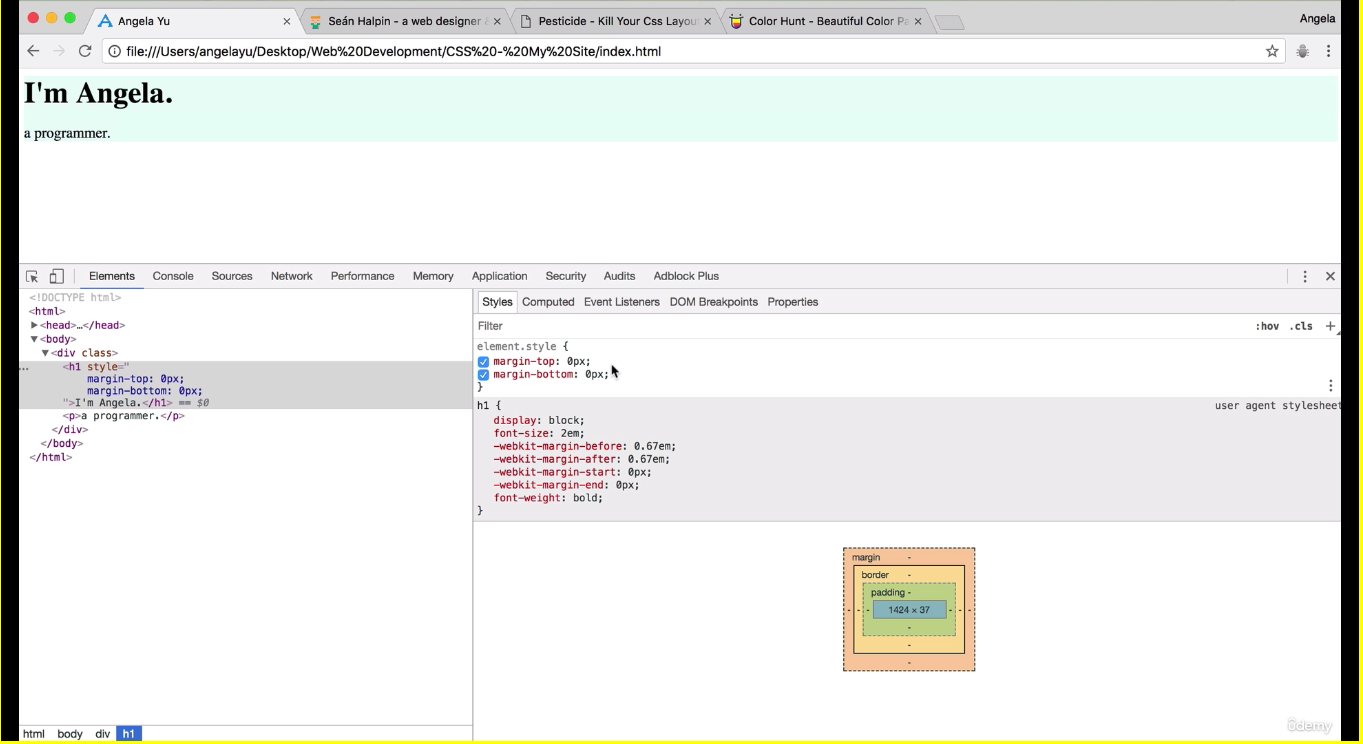 Angela Yu
Seán Halpin - a web designer &
Pesticide - Kill Your Css Layou
Color Hunt - Beautiful Color Pa
Angela
file:///Users/angelayu/Desktop/Web%20Development/CSS%20-%20My%20Site/index.html
I'm Angela.
a programmer.
Elements Console Sources Network Performance Memory Application Security Audits Adblock Plus
<!DOCTYPE html>
<html>
<head>…</head>
<body>
<div class>
… <h1 style="
margin-top: 0px;
margin-bottom: 0px;
">I'm Angela.</h1> == $0
<p>a programmer.</p>
</div>
</body>
</html>
html body div h1
Styles Computed Event Listeners DOM Breakpoints Properties
Filter :hov .cls +
element.style {
margin-top: 0px;
margin-bottom: 0px;
}
h1 { user agent stylesheet
display: block;
font-size: 2em;
-webkit-margin-before: 0.67em;
-webkit-margin-after: 0.67em;
-webkit-margin-start: 0px;
-webkit-margin-end: 0px;
font-weight: bold;
}
margin -
border -
padding -
- - - 1424 × 37 - - -
-
-
-
ûdemy